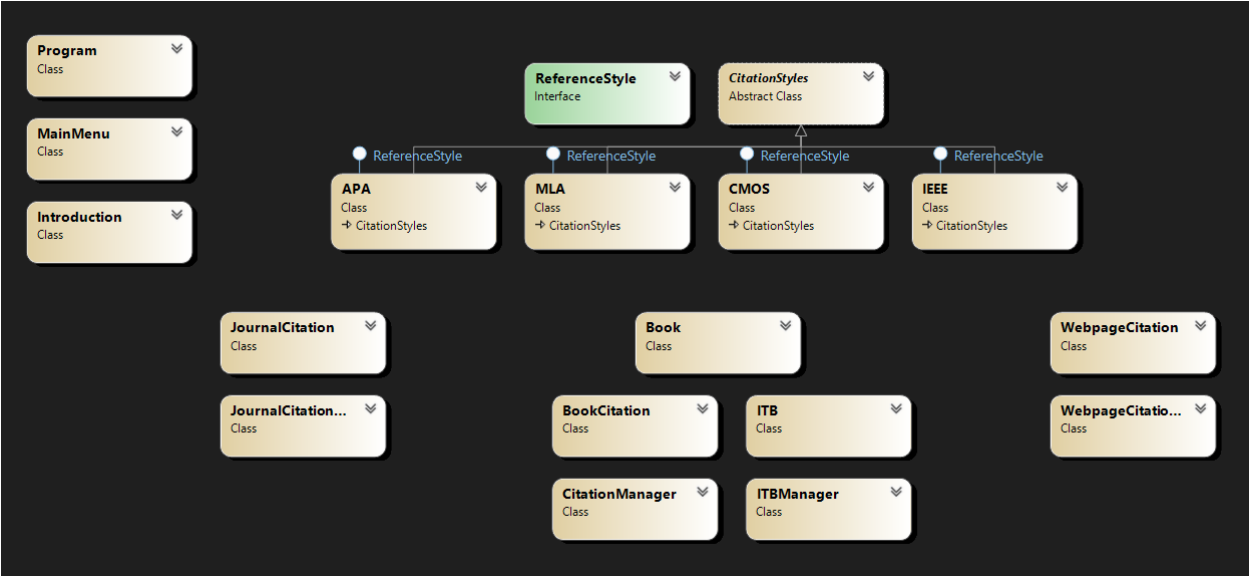 Program
Class
MainMenu
Class
Introduction
Class
ReferenceStyle
Interface
CitationStyles
Abstract Class
ReferenceStyle
ReferenceStyle
ReferenceStyle
ReferenceStyle
APA
Class
CitationStyles
MLA
Class
CitationStyles
CMOS
Class
CitationStyles
IEEE
Class
CitationStyles
JournalCitation
Class
JournalCitation...
Class
Book
Class
BookCitation
Class
ITB
Class
CitationManager
Class
ITBManager
Class
WebpageCitation
Class
WebpageCitatio...
Class